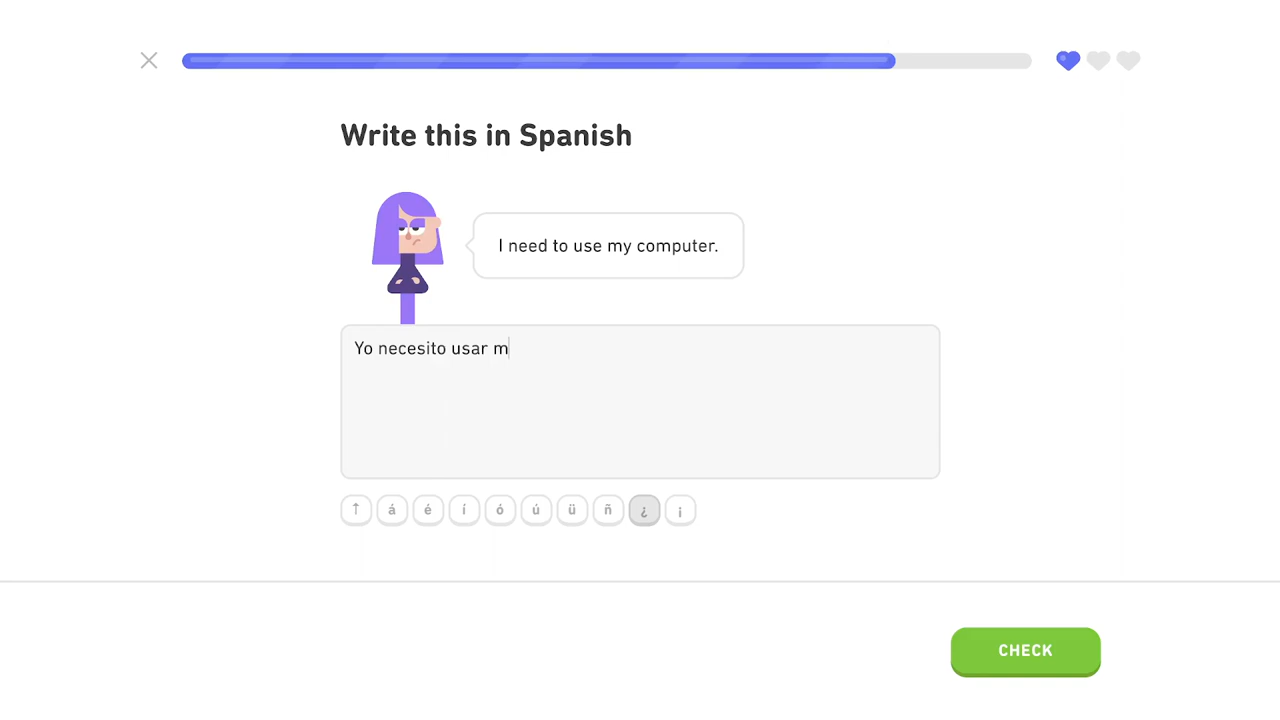 Write this in Spanish
I need to use my computer.
Yo necesito usar m
↑ á é í ó ú ü ñ ¿ ¡
CHECK